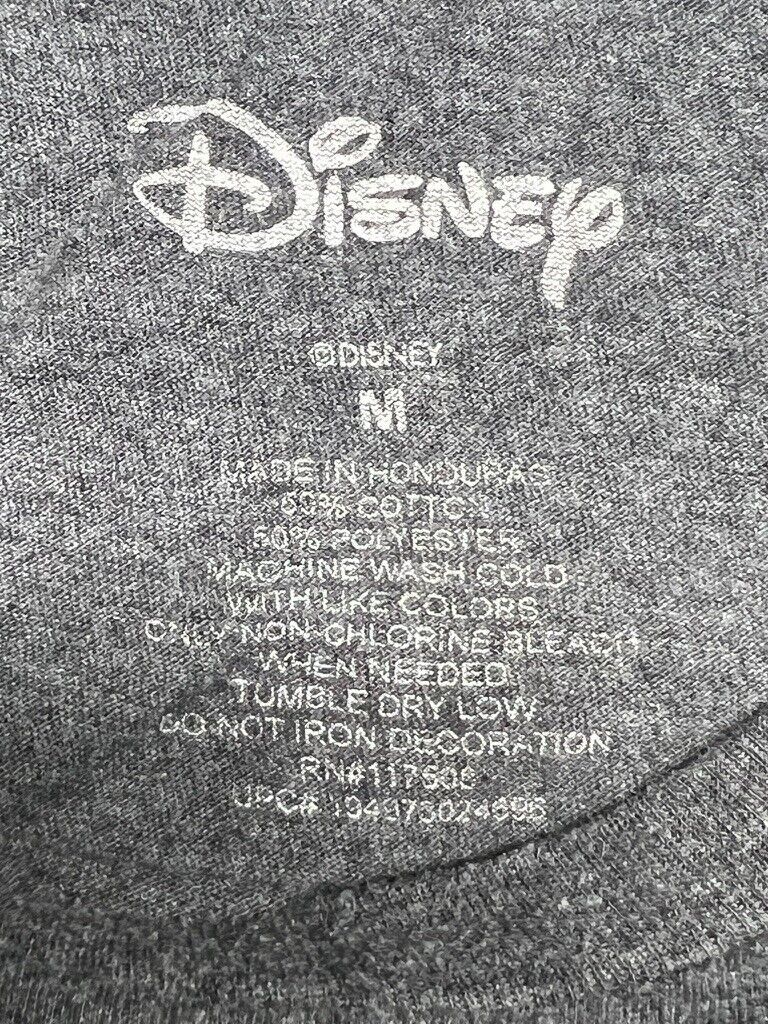 Disney
©DISNEY
M
MADE IN HONDURAS
COTTON
50% POLYESTER
MACHINE WASH COLD
WITH LIKE COLORS
ONLY NON-CHLORINE BLEACH
WHEN NEEDED
TUMBLE DRY LOW
DO NOT IRON DECORATION
UPC#